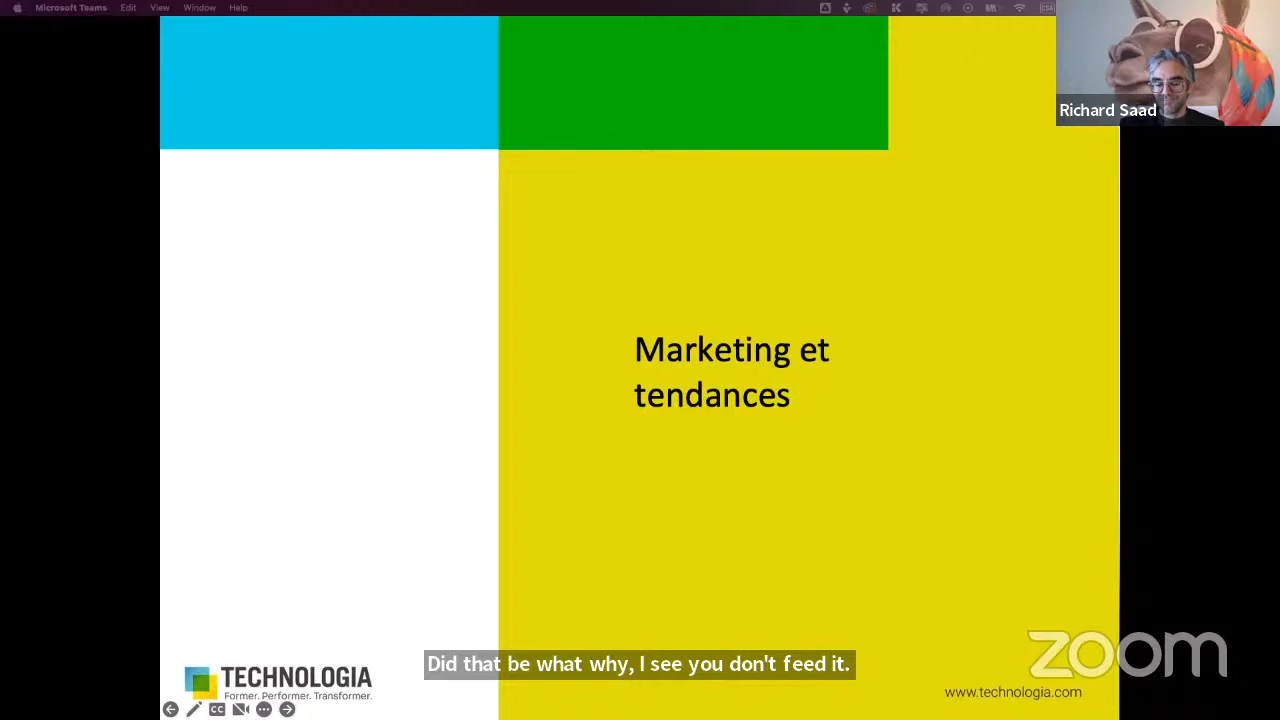 Microsoft Teams Edit View Window Help
Richard Saad
Marketing et
tendances
Did that be what why, I see you don't feed it.
TECHNOLOGIA
Former. Performer. Transformer.
CC
zoom
www.technologia.com